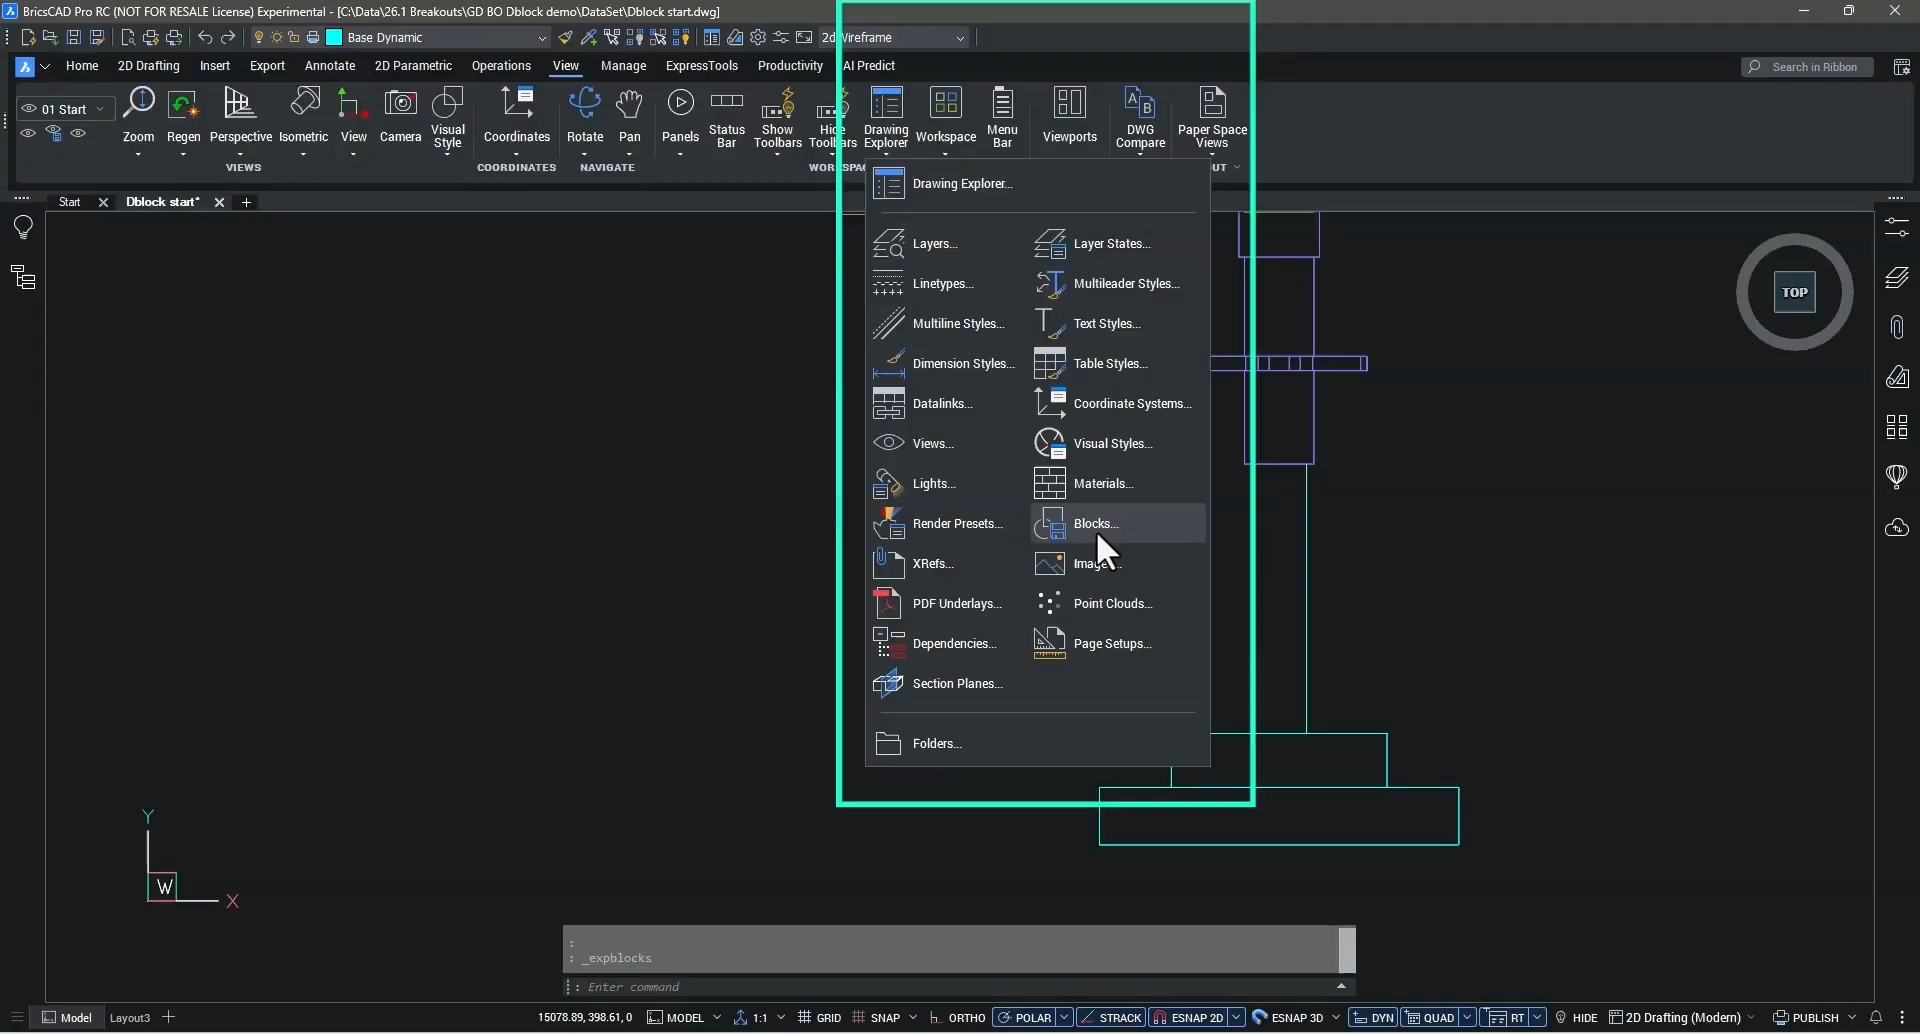 BricsCAD Pro RC (NOT FOR RESALE License) Experimental - [C:\Data\26.1 Breakouts\GD BO Dblock demo\DataSet\Dblock start.dwg]
Base Dynamic
2d Wireframe
Home 2D Drafting Insert Export Annotate 2D Parametric Operations View Manage ExpressTools Productivity AI Predict
Search in Ribbon
01 Start
Zoom Regen Perspective Isometric View Camera Visual Style Coordinates Rotate Pan Panels Status Bar Show Toolbars Hide Toolbars Drawing Explorer Workspace Menu Bar Viewports DWG Compare Paper Space Views
VIEWS COORDINATES NAVIGATE WORKSPA UT
Start Dblock start*
Drawing Explorer...
Layers... Layer States...
Linetypes... Multileader Styles...
Multiline Styles... Text Styles...
Dimension Styles... Table Styles...
Datalinks... Coordinate Systems...
Views... Visual Styles...
Lights... Materials...
Render Presets... Blocks...
XRefs... Image
PDF Underlays... Point Clouds...
Dependencies... Page Setups...
Section Planes...
Folders...
TOP
Y
W
X
:
: _expblocks
: Enter command
Model Layout3 15078.89, 398.61, 0 MODEL 1:1 GRID SNAP ORTHO POLAR STRACK ESNAP 2D ESNAP 3D DYN QUAD RT HIDE 2D Drafting (Modern) PUBLISH